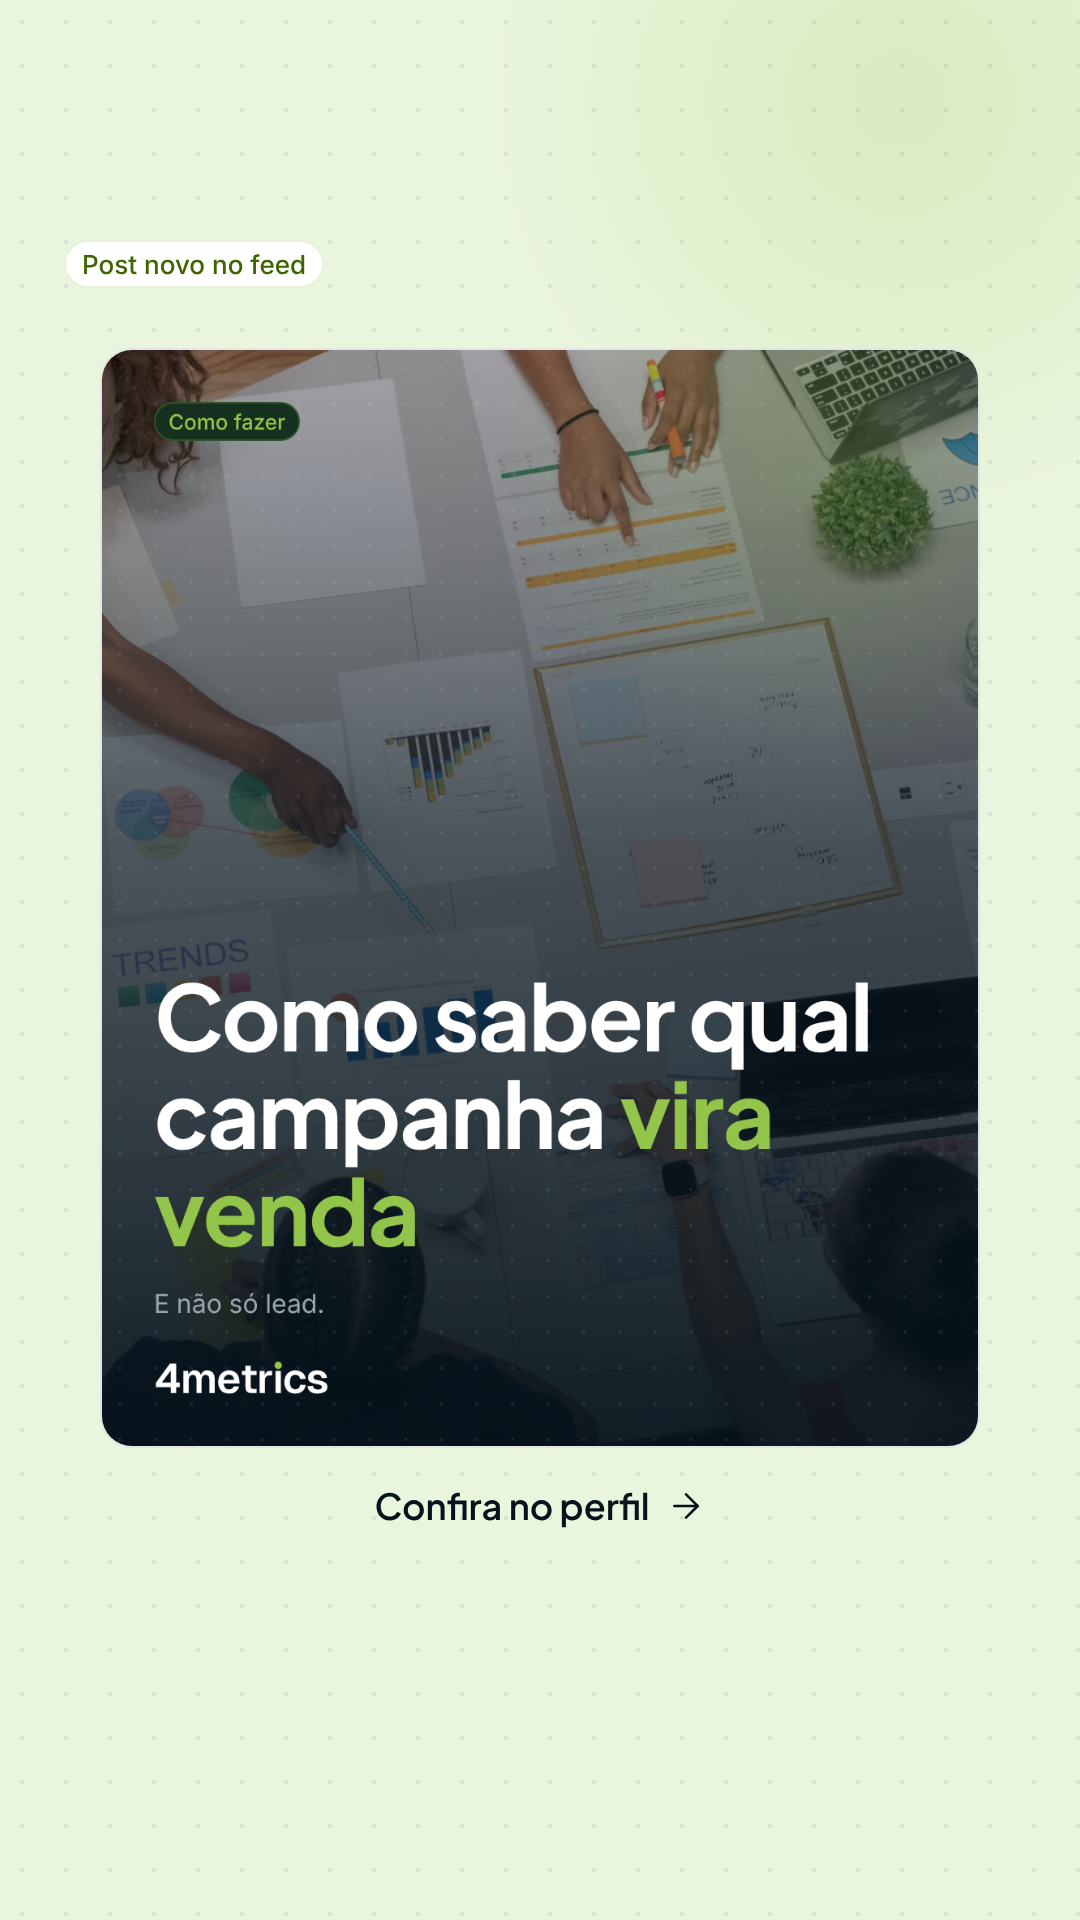 Post novo no feed
Como fazer
TRENDS
Como saber qual
campanha vira
venda
E não só lead.
4metrics
Confira no perfil